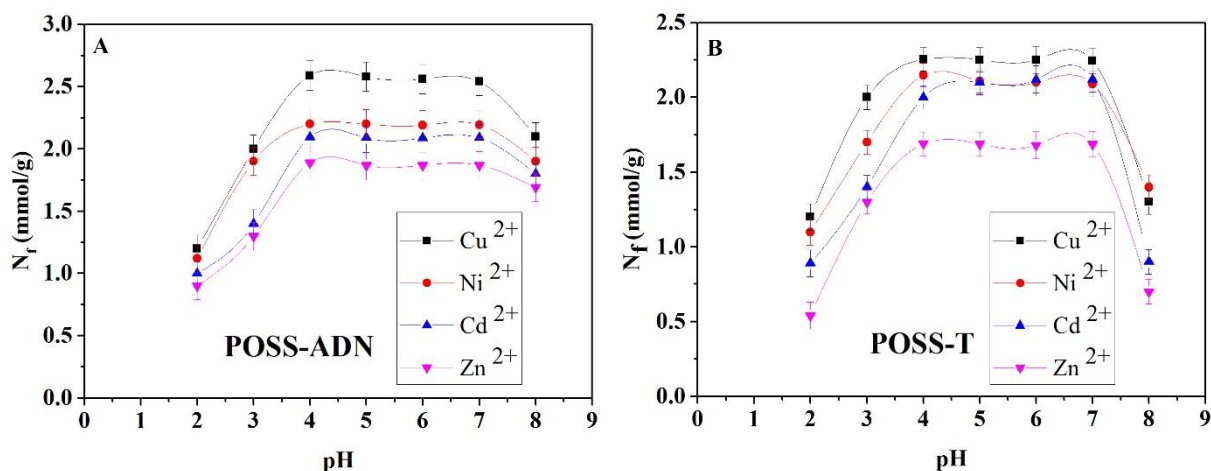 A
3.0
2.5
2.0
1.5
1.0
0.5
0.0
N_f (mmol/g)
Cu 2+
Ni 2+
Cd 2+
Zn 2+
POSS-ADN
0 1 2 3 4 5 6 7 8 9
pH
B
2.5
2.0
1.5
1.0
0.5
0.0
N_f (mmol/g)
Cu 2+
Ni 2+
Cd 2+
Zn 2+
POSS-T
0 1 2 3 4 5 6 7 8 9
pH